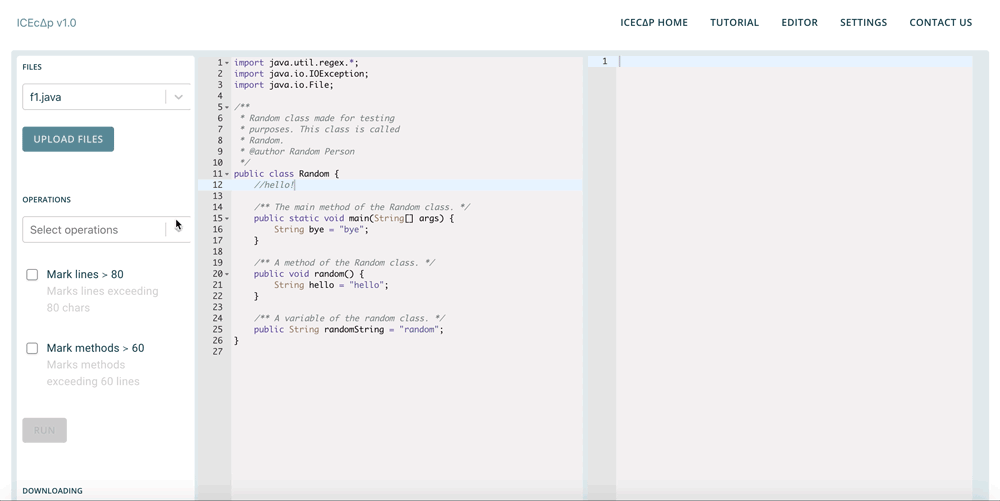 ICEcΔp v1.0
ICECΔP HOME TUTORIAL EDITOR SETTINGS CONTACT US
FILES
f1.java
UPLOAD FILES
OPERATIONS
Select operations
Mark lines > 80
Marks lines exceeding
80 chars
Mark methods > 60
Marks methods
exceeding 60 lines
RUN
DOWNLOADING
1 import java.util.regex.*;
2 import java.io.IOException;
3 import java.io.File;
4
5 /**
6 * Random class made for testing
7 * purposes. This class is called
8 * Random.
9 * @author Random Person
10 */
11 public class Random {
12 //hello!
13
14 /** The main method of the Random class. */
15 public static void main(String[] args) {
16 String bye = "bye";
17 }
18
19 /** A method of the Random class. */
20 public void random() {
21 String hello = "hello";
22 }
23
24 /** A variable of the random class. */
25 public String randomString = "random";
26 }
27
1